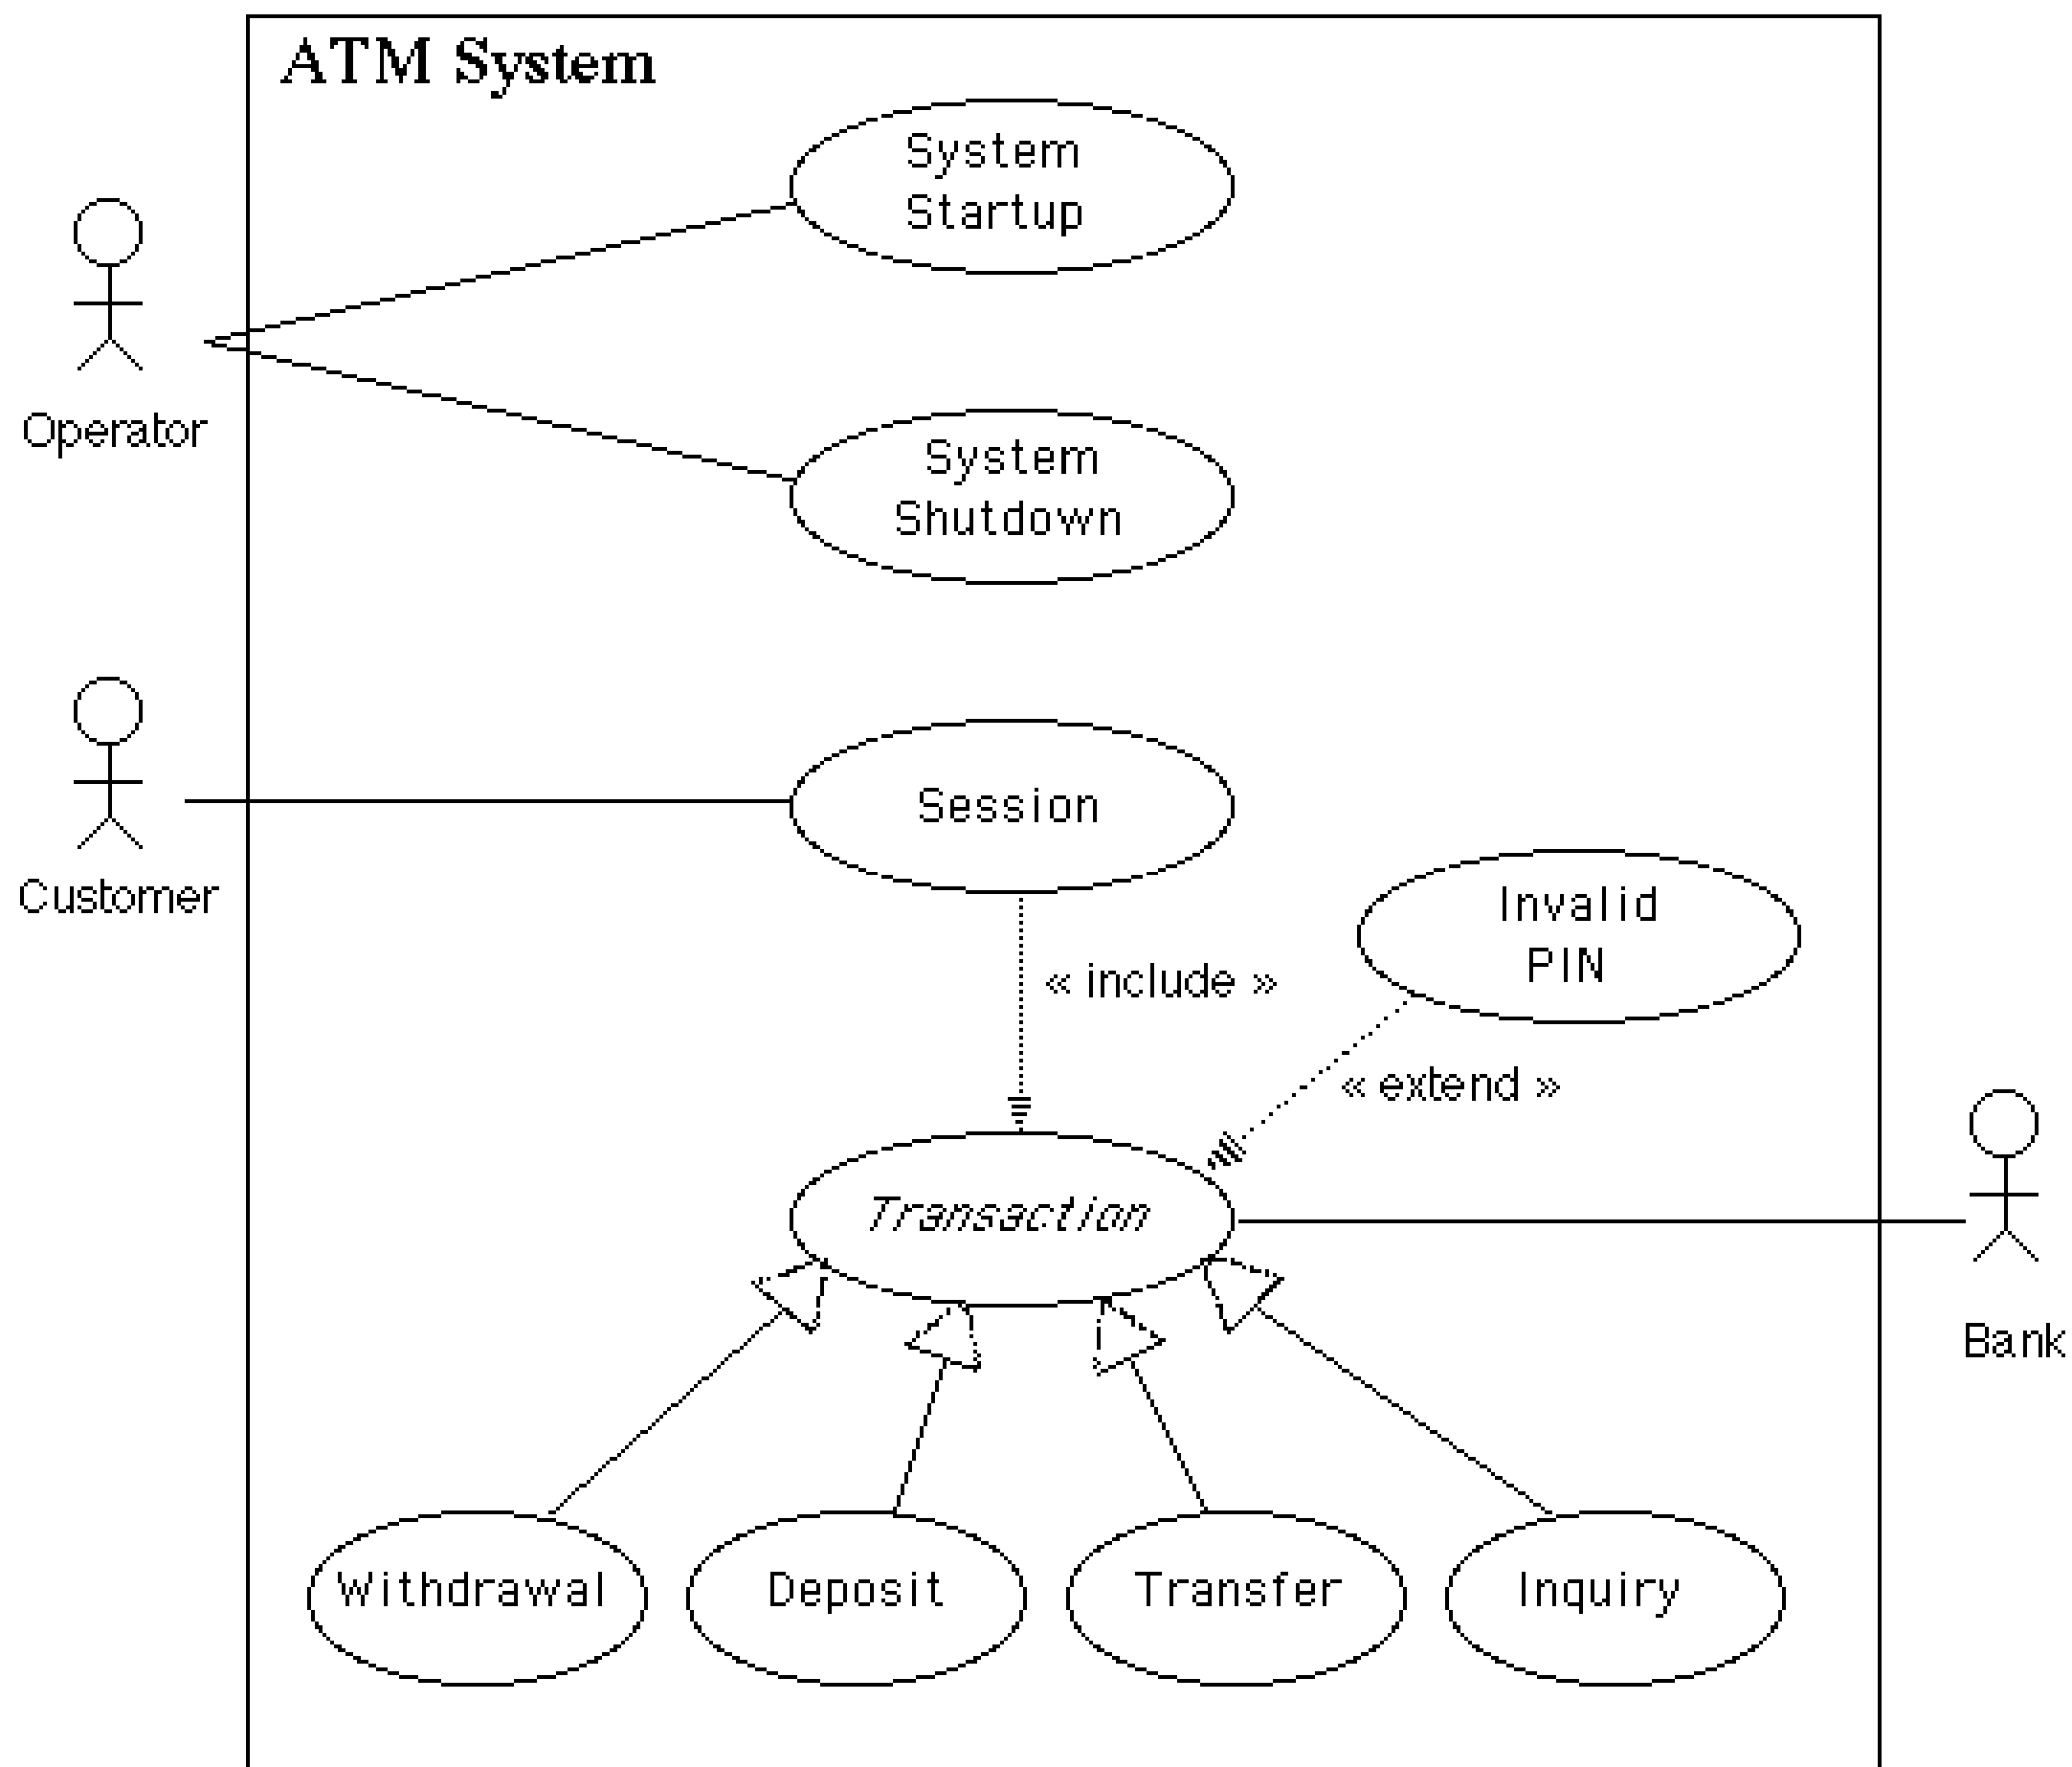 ATM System
System
Startup
Operator
System
Shutdown
Session
Customer
Invalid
PIN
« include »
« extend »
Transaction
Bank
Withdrawal
Deposit
Transfer
Inquiry